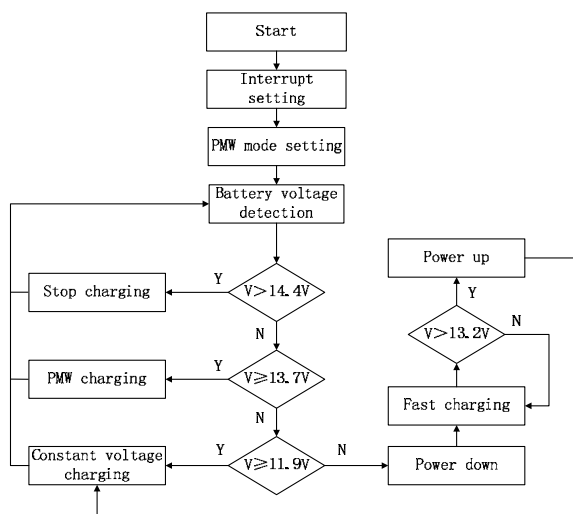 Start
Interrupt
setting
PMW mode setting
Battery voltage
detection
Power up
Stop charging
Y
V>14.4V
Y
N
V>13.2V
N
PMW charging
Y
V≥13.7V
Fast charging
N
Constant voltage
charging
Y
V≥11.9V
N
Power down